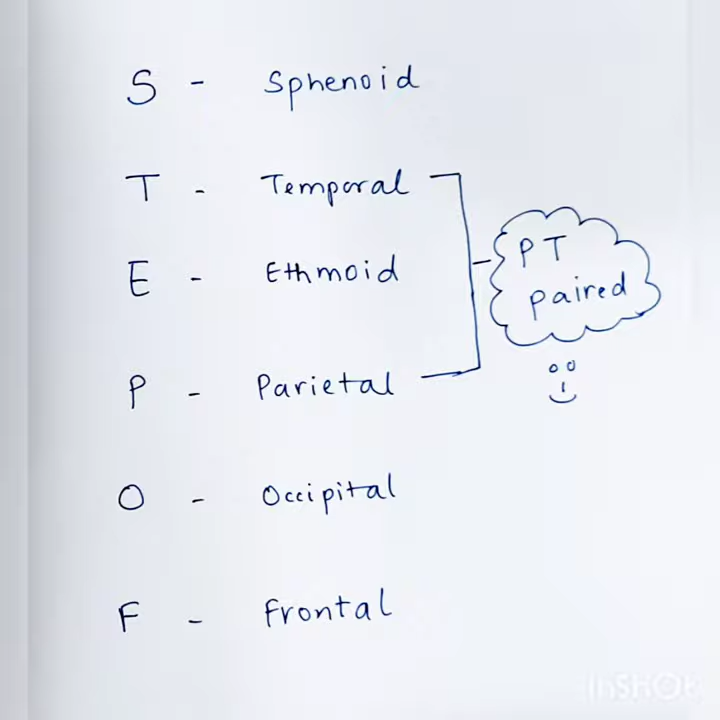 S - Sphenoid
T - Temporal
E - Ethmoid
P - Parietal
O - Occipital
F - Frontal
PT
paired
InSHOt